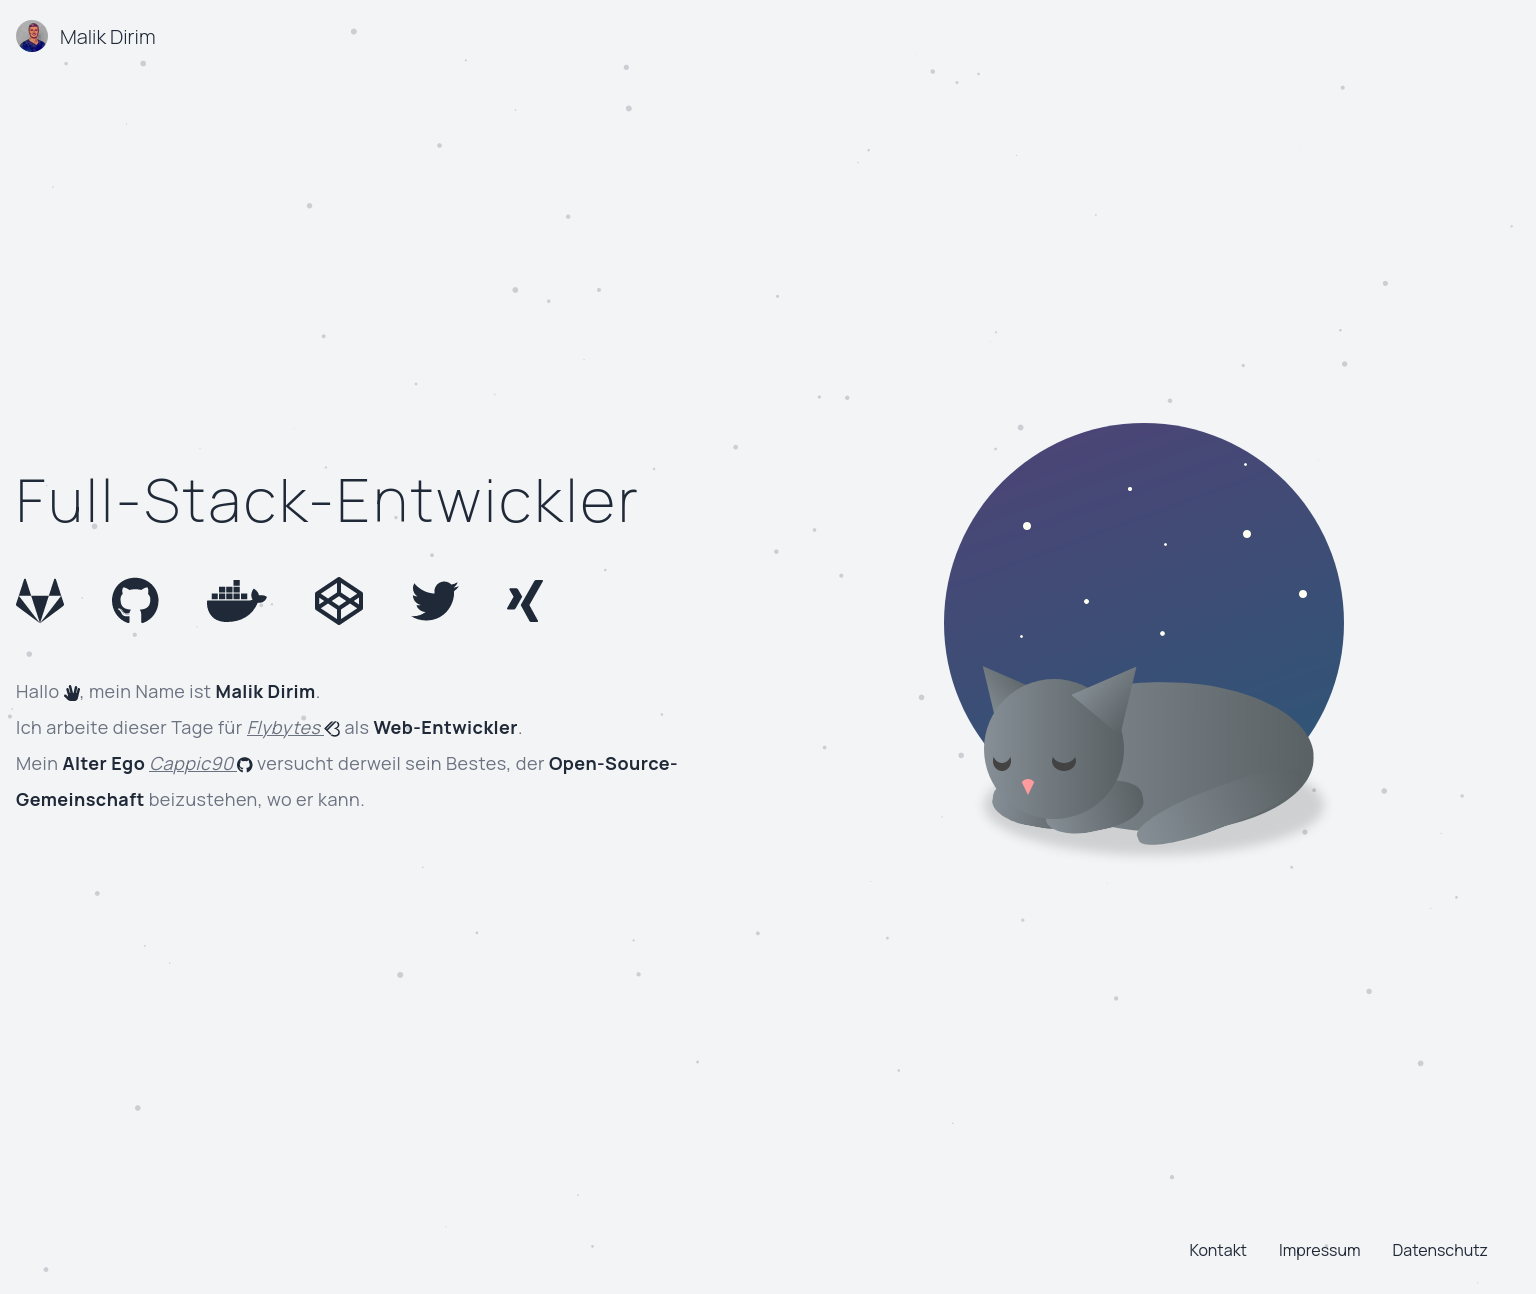 Malik Dirim
Full-Stack-Entwickler
Hallo, mein Name ist Malik Dirim.
Ich arbeite dieser Tage für Flybytes als Web-Entwickler.
Mein Alter Ego Cappic90 versucht derweil sein Bestes, der Open-Source-
Gemeinschaft beizustehen, wo er kann.
Kontakt Impressum Datenschutz